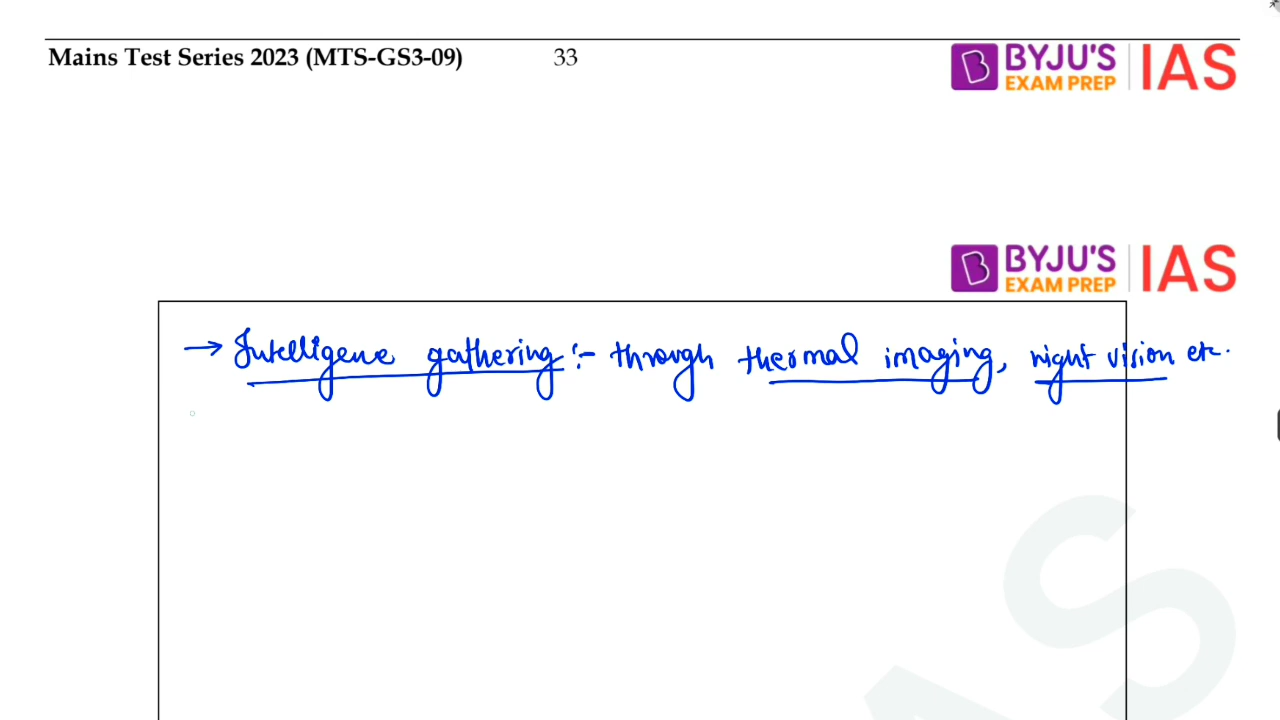 Mains Test Series 2023 (MTS-GS3-09) 33
BYJU'S IAS
EXAM PREP
BYJU'S IAS
EXAM PREP
→ Intelligene gathering :- through thermal imaging, night vision etc.
AS